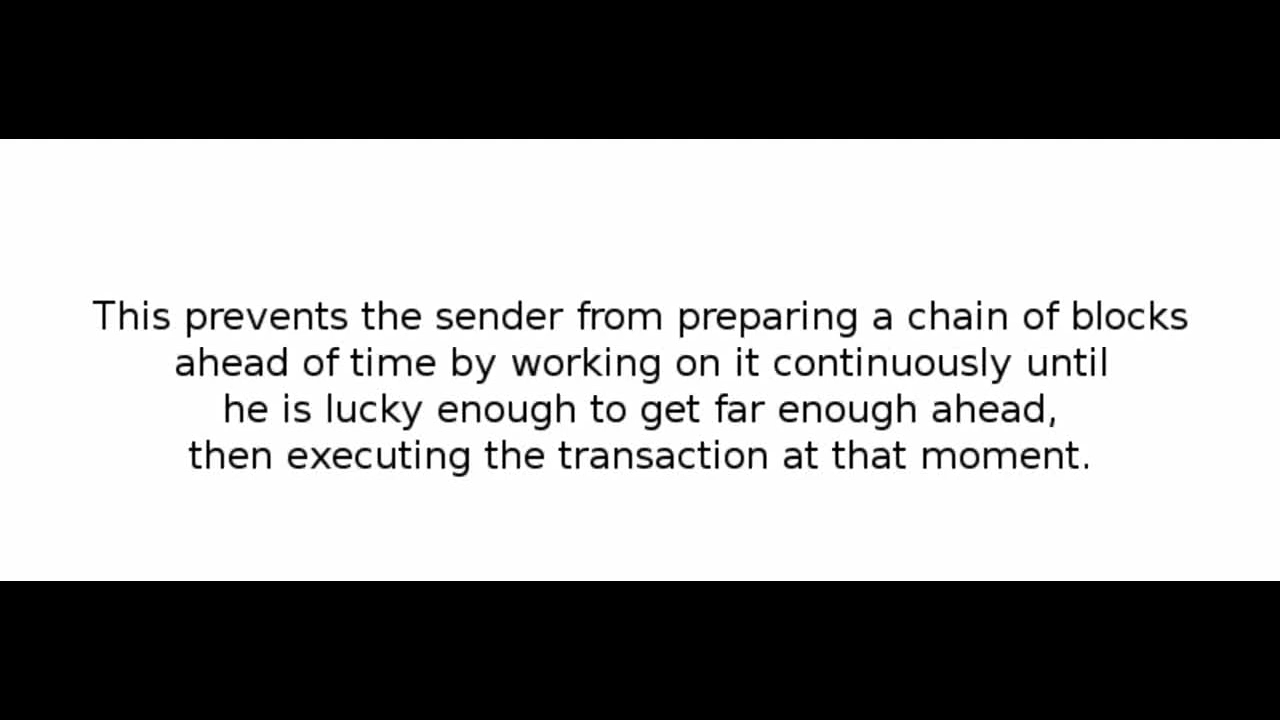 This prevents the sender from preparing a chain of blocks
ahead of time by working on it continuously until
he is lucky enough to get far enough ahead,
then executing the transaction at that moment.